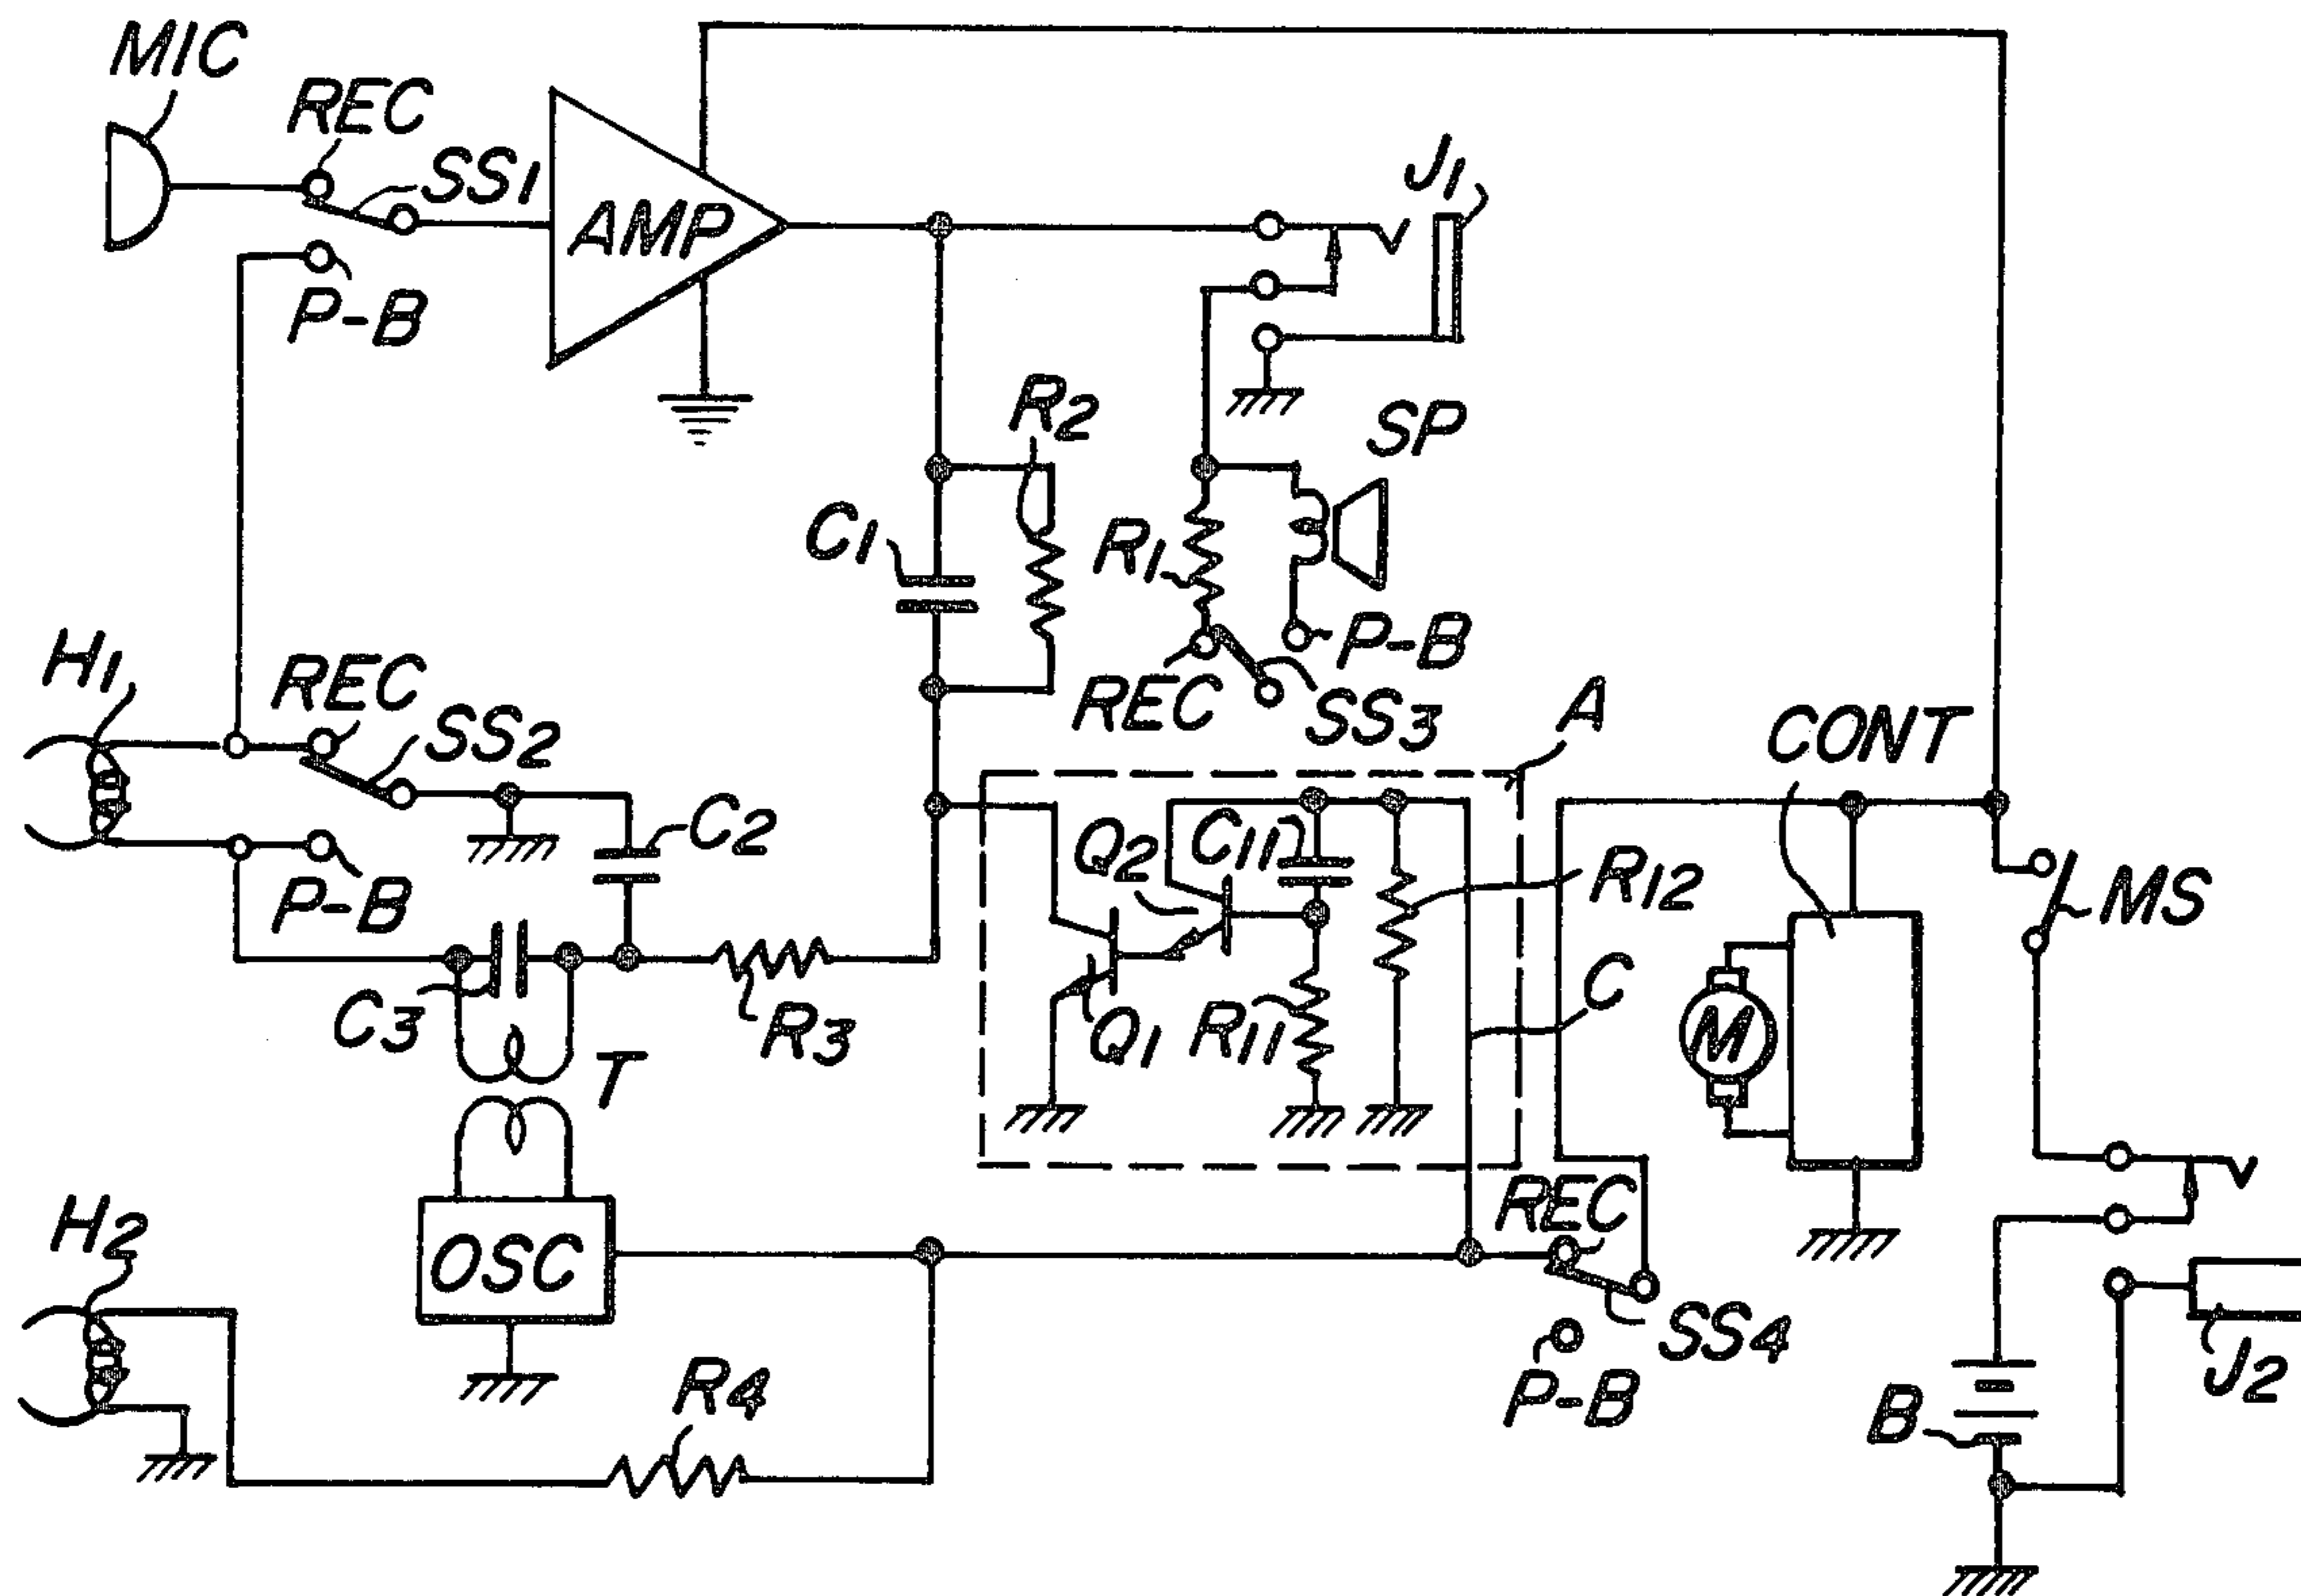 MIC
REC
SS1
P-B
AMP
J1
R2
SP
C1
R1
P-B
REC
SS3
H1
REC
SS2
P-B
C2
A
CONT
Q2
C11
R12
MS
C3
R3
Q1
R11
C
M
T
H2
OSC
REC
SS4
P-B
R4
B
J2